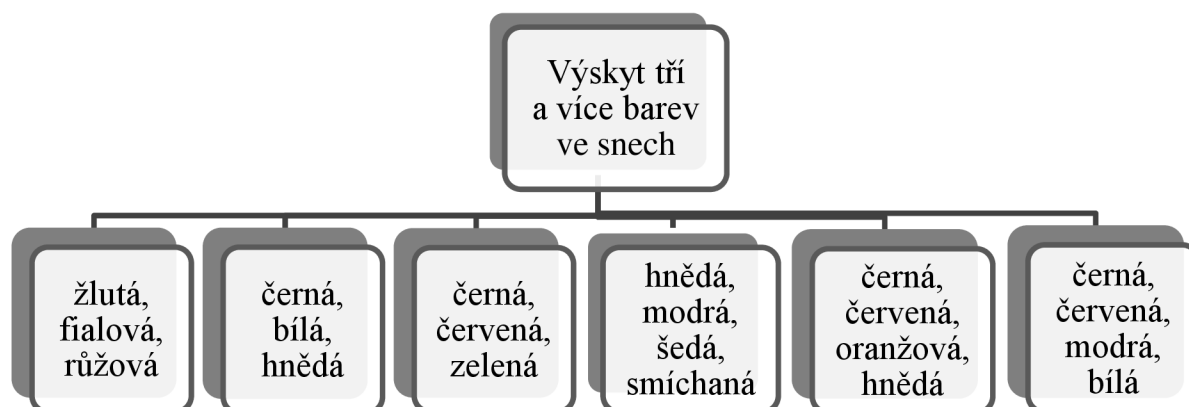 Výskyt tří
a více barev
ve snech
žlutá,
fialová,
růžová
černá,
bílá,
hnědá
černá,
červená,
zelená
hnědá,
modrá,
šedá,
smíchaná
černá,
červená,
oranžová,
hnědá
černá,
červená,
modrá,
bílá